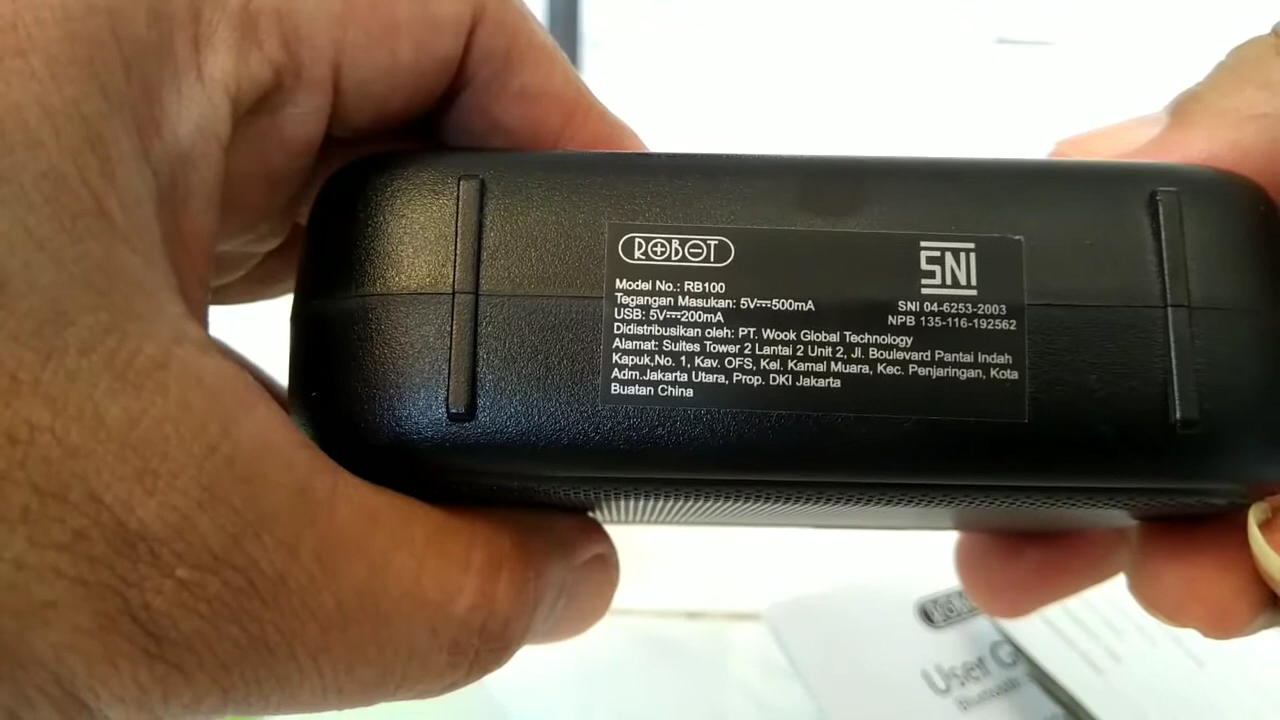 ROBOT
SNI
Model No.: RB100
SNI 04-6253-2003
Tegangan Masukan: 5V⎓500mA
NPB 135-116-192562
USB: 5V⎓200mA
Didistribusikan oleh: PT. Wook Global Technology
Alamat: Suites Tower 2 Lantai 2 Unit 2, Jl. Boulevard Pantai Indah
Kapuk,No. 1, Kav. OFS, Kel. Kamal Muara, Kec. Penjaringan, Kota
Adm.Jakarta Utara, Prop. DKI Jakarta
Buatan China
User